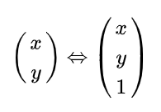 ( x y ) ⇔ ( x y 1 )